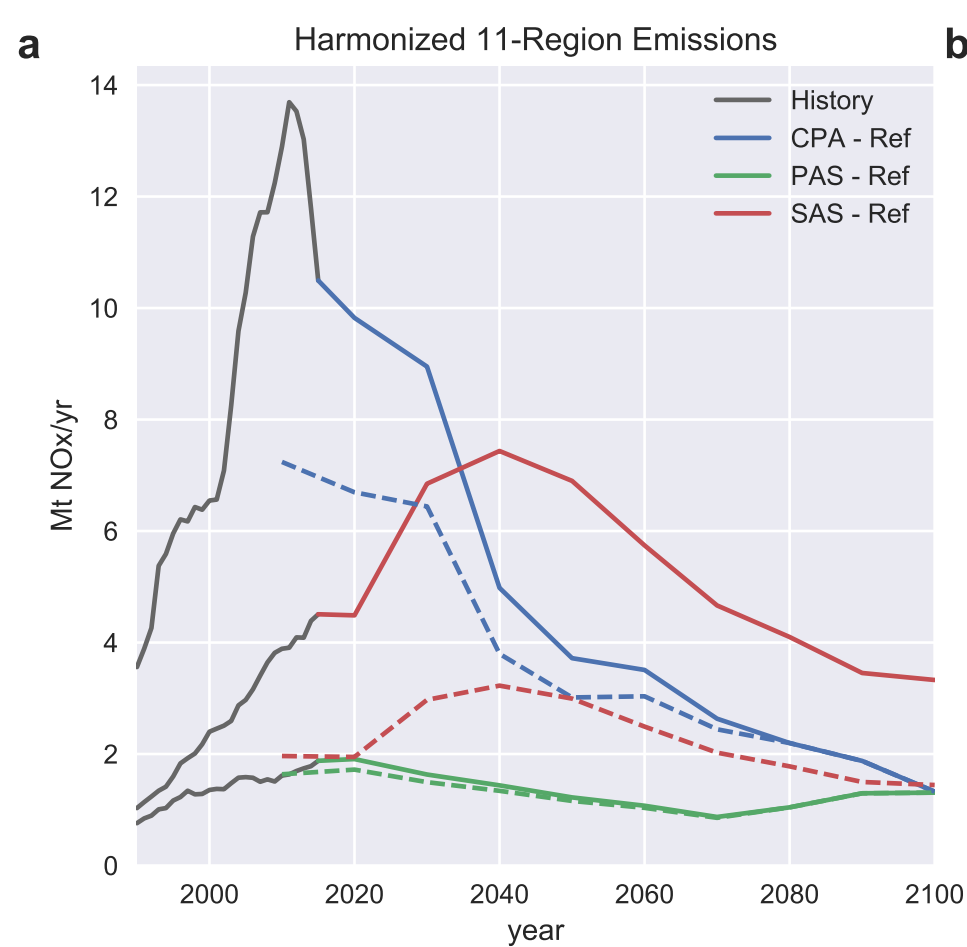 a
Harmonized 11-Region Emissions
b
History
CPA - Ref
PAS - Ref
SAS - Ref
Mt NOx/yr
14
12
10
8
6
4
2
0
2000 2020 2040 2060 2080 2100
year